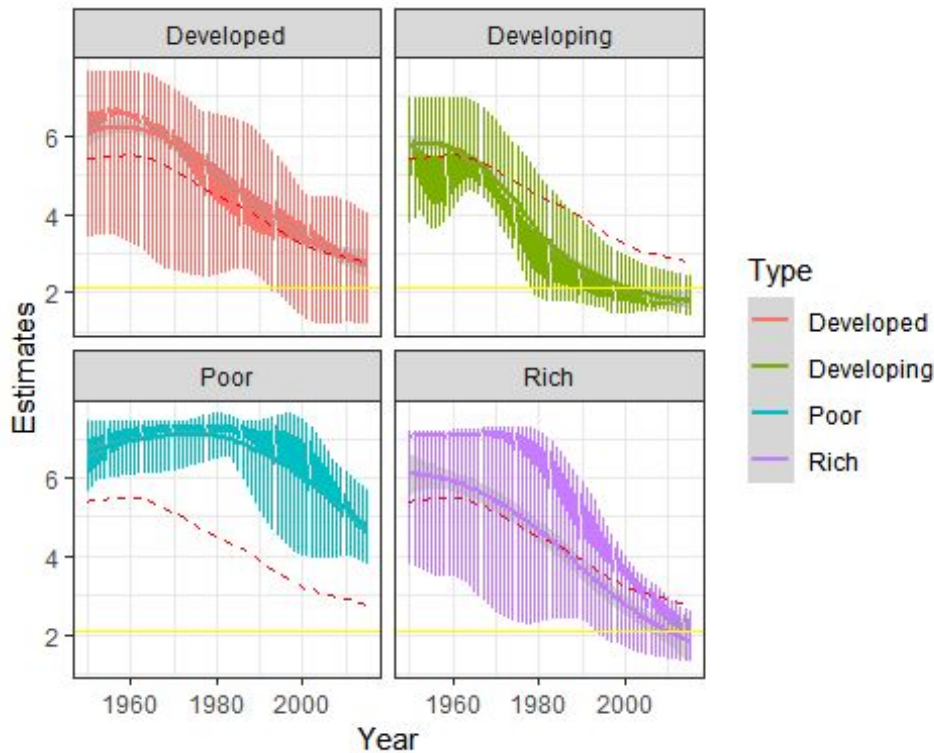 Developed
Developing
6
4
2
Poor
Rich
6
4
2
1960
1980
2000
1960
1980
2000
Year
Estimates
Type
Developed
Developing
Poor
Rich